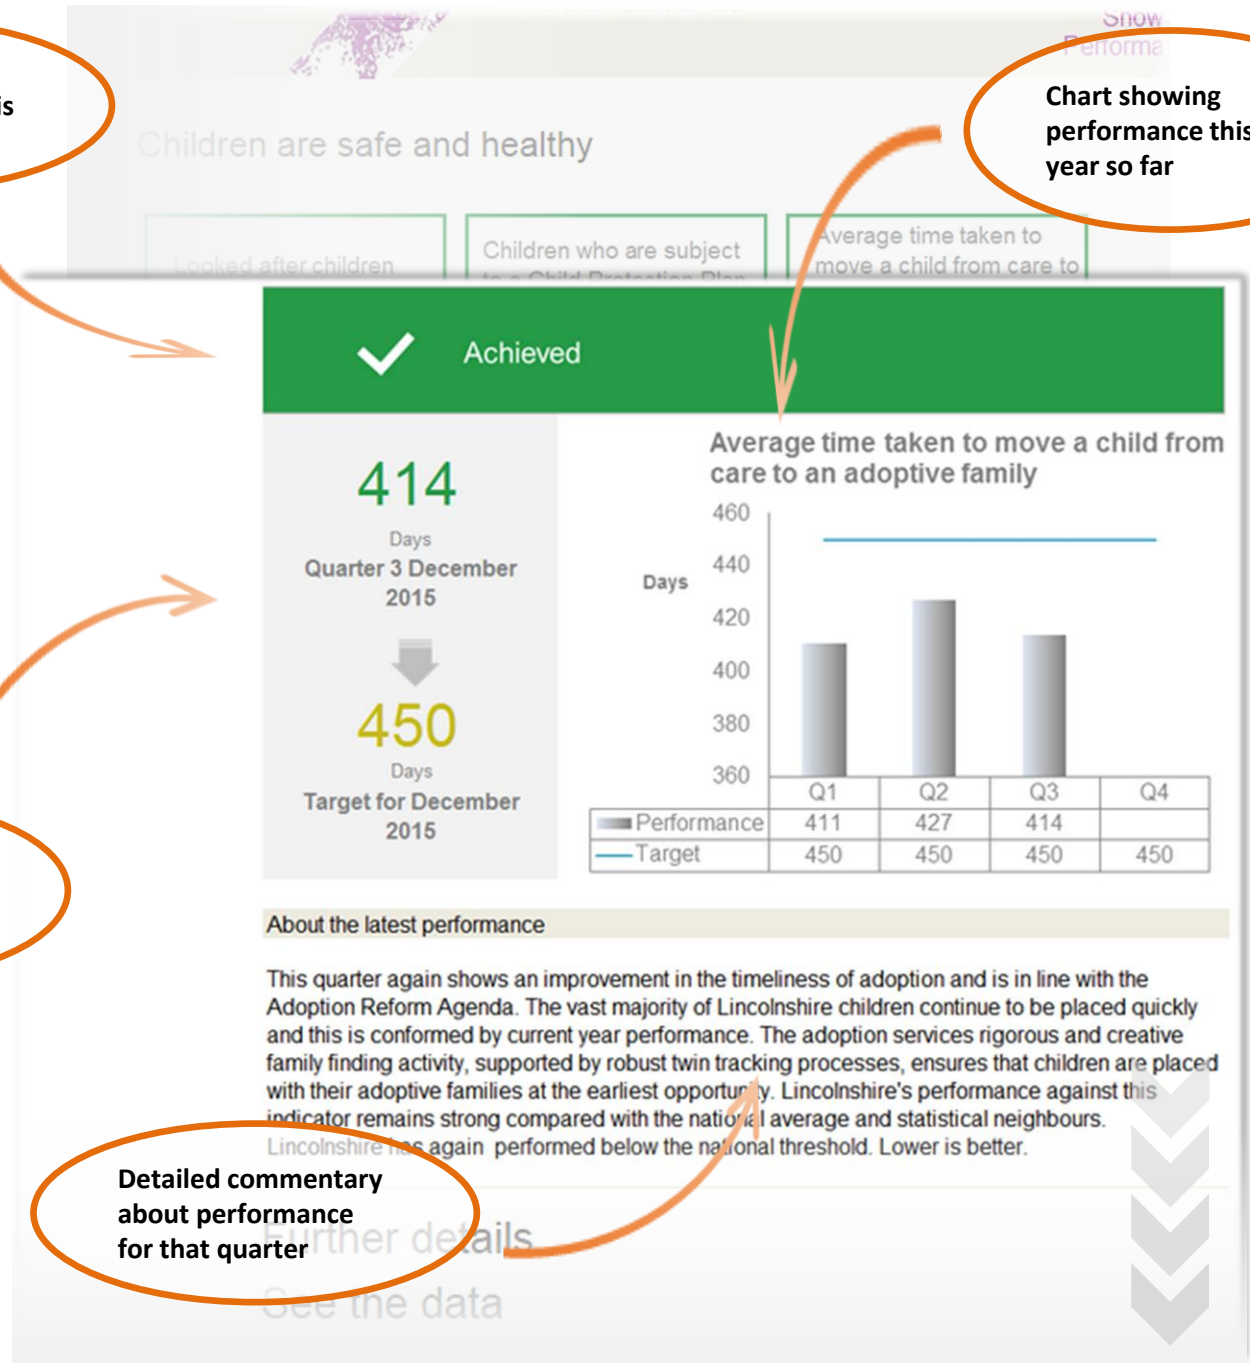 Show
Performa
is
Chart showing
performance this
year so far
Children are safe and healthy
Looked after children
Children who are subject
to a Child Protection Plan
Average time taken to
move a child from care to
Achieved
414
Days
Quarter 3 December
2015
450
Days
Target for December
2015
Average time taken to move a child from
care to an adoptive family
Days
460
440
420
400
380
360
Q1 Q2 Q3 Q4
Performance 411 427 414
Target 450 450 450 450
About the latest performance
This quarter again shows an improvement in the timeliness of adoption and is in line with the
Adoption Reform Agenda. The vast majority of Lincolnshire children continue to be placed quickly
and this is conformed by current year performance. The adoption services rigorous and creative
family finding activity, supported by robust twin tracking processes, ensures that children are placed
with their adoptive families at the earliest opportunity. Lincolnshire's performance against this
indicator remains strong compared with the national average and statistical neighbours.
Lincolnshire has again performed below the national threshold. Lower is better.
Detailed commentary
about performance
for that quarter
Further details
See the data